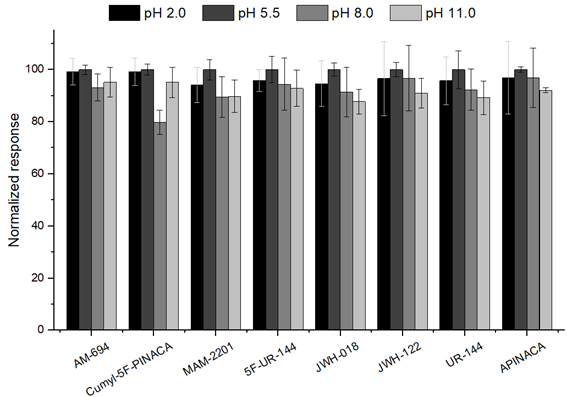 pH 2.0 pH 5.5 pH 8.0 pH 11.0
Normalized response
100
80
60
40
20
0
AM-694 Cumyl-5F-PINACA MAM-2201 5F-UR-144 JWH-018 JWH-122 UR-144 APINACA